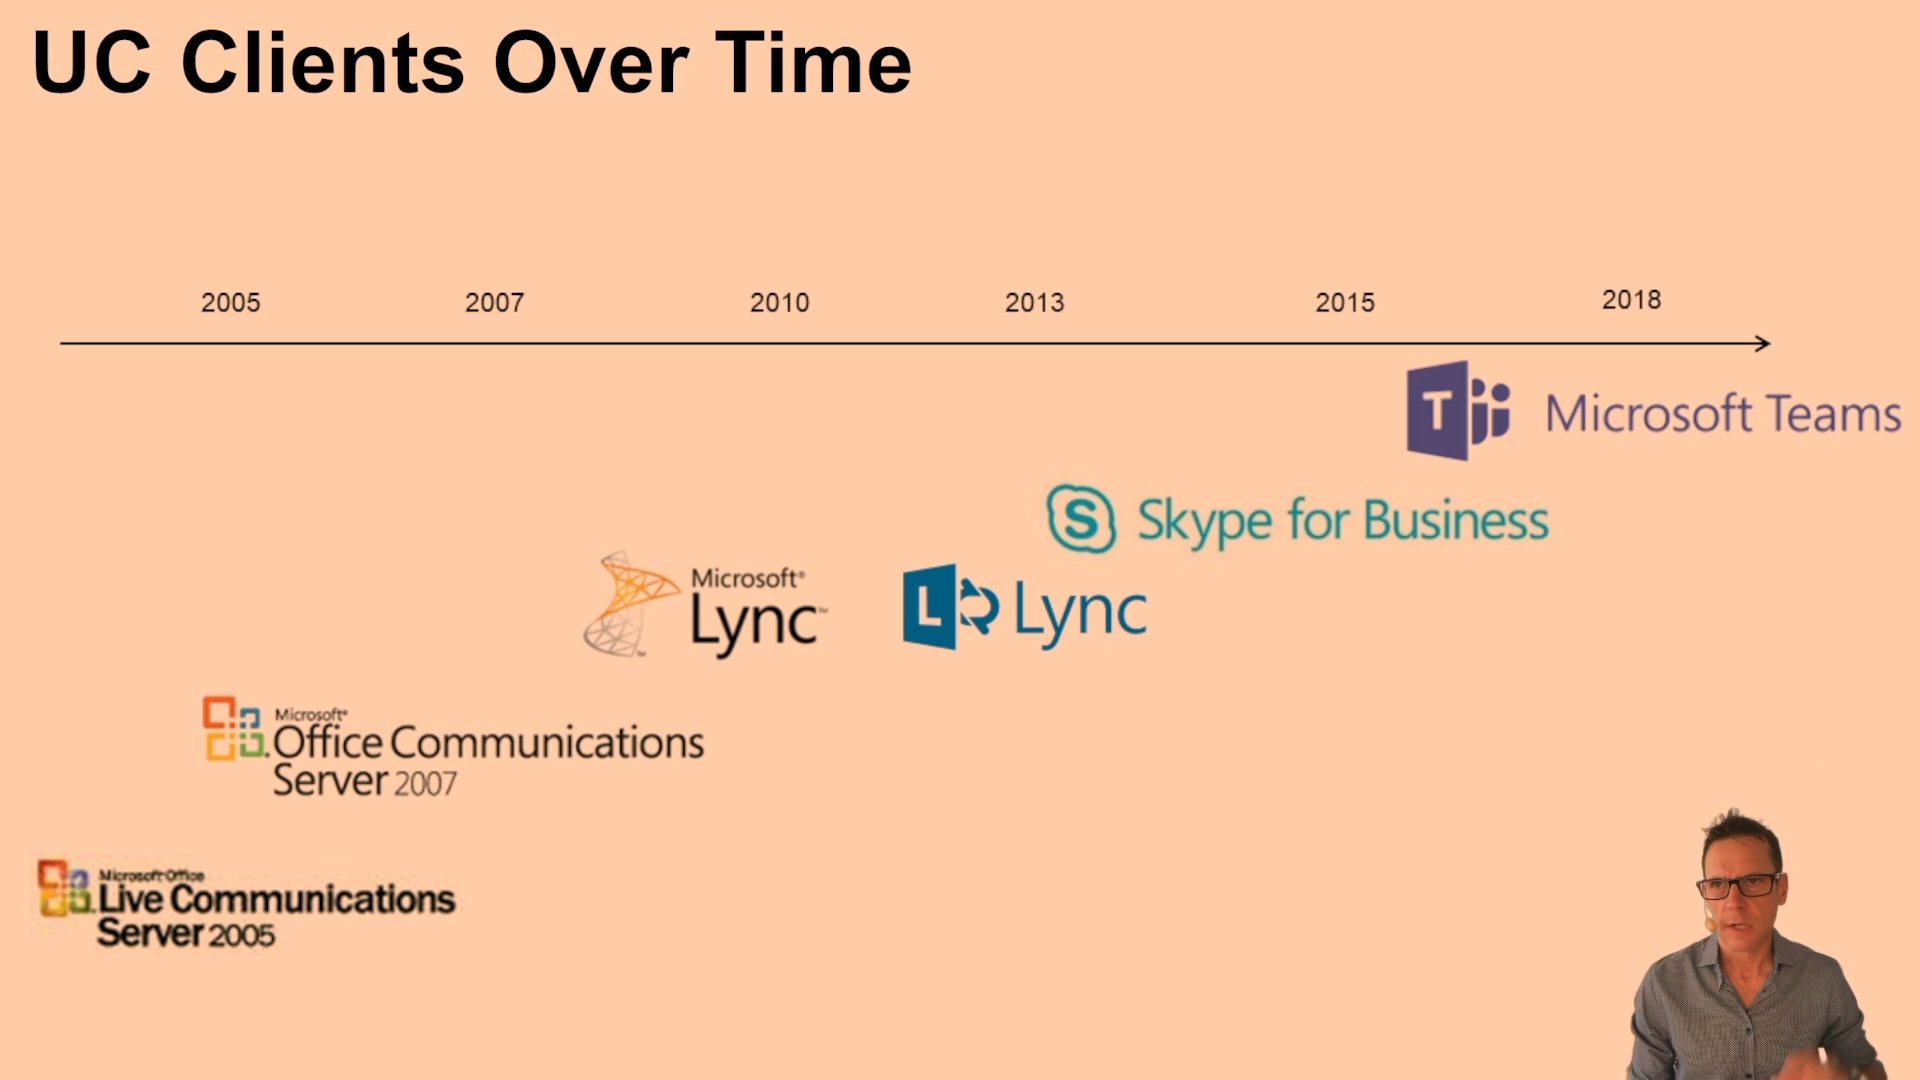 UC Clients Over Time
2005 2007 2010 2013 2015 2018
T Microsoft Teams
S Skype for Business
Microsoft®
Lync™
L Lync
Microsoft®
Office Communications
Server 2007
Microsoft Office
Live Communications
Server 2005